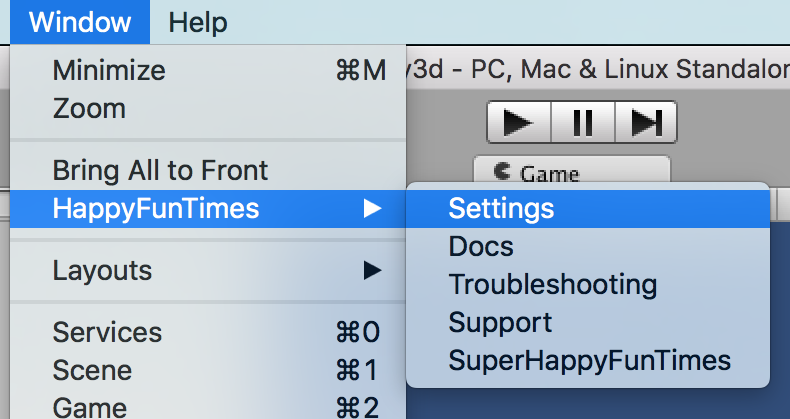 Window Help
Minimize ⌘M
y3d - PC, Mac & Linux Standalon
Zoom
Bring All to Front
Game
HappyFunTimes
Settings
Docs
Layouts
Troubleshooting
Services ⌘0
Support
Scene ⌘1
SuperHappyFunTimes
Game ⌘2